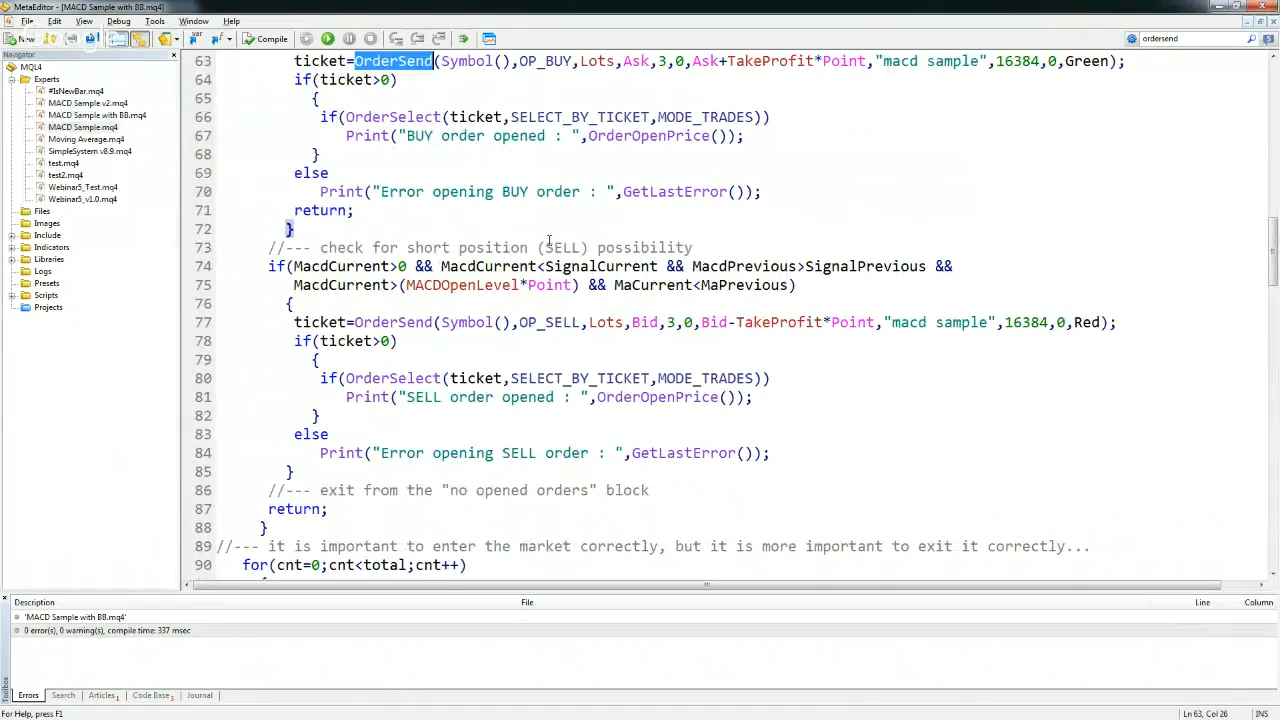 MetaEditor - [MACD Sample with BB.mq4]
File Edit View Debug Tools Window Help
New Compile ordersend
Navigator
MQL4
Experts
#IsNewBar.mq4
MACD Sample v2.mq4
MACD Sample with BB.mq4
MACD Sample.mq4
Moving Average.mq4
SimpleSystem v8.9.mq4
test.mq4
test2.mq4
Webinar5_Test.mq4
Webinar5_v1.0.mq4
Files
Images
Include
Indicators
Libraries
Logs
Presets
Scripts
Projects
63 ticket=OrderSend(Symbol(),OP_BUY,Lots,Ask,3,0,Ask+TakeProfit*Point,"macd sample",16384,0,Green);
64 if(ticket>0)
65 {
66 if(OrderSelect(ticket,SELECT_BY_TICKET,MODE_TRADES))
67 Print("BUY order opened : ",OrderOpenPrice());
68 }
69 else
70 Print("Error opening BUY order : ",GetLastError());
71 return;
72 }
73 //--- check for short position (SELL) possibility
74 if(MacdCurrent>0 && MacdCurrent<SignalCurrent && MacdPrevious>SignalPrevious &&
75 MacdCurrent>(MACDOpenLevel*Point) && MaCurrent<MaPrevious)
76 {
77 ticket=OrderSend(Symbol(),OP_SELL,Lots,Bid,3,0,Bid-TakeProfit*Point,"macd sample",16384,0,Red);
78 if(ticket>0)
79 {
80 if(OrderSelect(ticket,SELECT_BY_TICKET,MODE_TRADES))
81 Print("SELL order opened : ",OrderOpenPrice());
82 }
83 else
84 Print("Error opening SELL order : ",GetLastError());
85 }
86 //--- exit from the "no opened orders" block
87 return;
88 }
89 //--- it is important to enter the market correctly, but it is more important to exit it correctly...
90 for(cnt=0;cnt<total;cnt++)
Description File Line Column
'MACD Sample with BB.mq4'
0 error(s), 0 warning(s), compile time: 337 msec
Toolbox
Errors Search Articles 1 Code Base 3 Journal
For Help, press F1 Ln 63, Col 26 INS